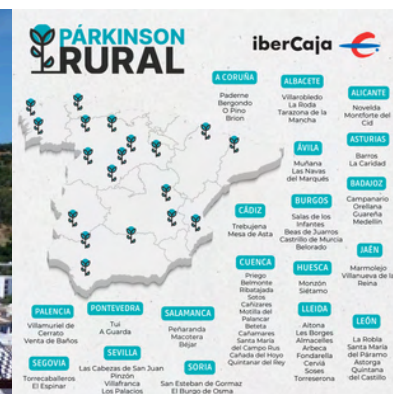 PÁRKINSON
RURAL
iberCaja
A CORUÑA
Paderne
Bergondo
O Pino
Brion
ALBACETE
Villarobledo
La Roda
Tarazona de la
Mancha
ALICANTE
Novelda
Montforte del
Cid
ASTURIAS
Barros
La Caridad
ÁVILA
Muñana
Las Navas
del Marqués
BADAJOZ
Campanario
Orellana
Guareña
Medellín
CÁDIZ
Trebujena
Mesa de Asta
BURGOS
Salas de los
Infantes
Beas de Juarros
Castrillo de Murcia
Belorado
CUENCA
Priego
Belmonte
Ribatajada
Sotos
Cañizares
Motilla del
Palancar
Beteta
Cañamares
Santa María
del Campo Rus
Cañada del Hoyo
Quintanar del Rey
HUESCA
Monzón
Siétamo
JAÉN
Marmolejo
Villanueva de la
Reina
LLEIDA
Aitona
Les Borges
Almacelles
Arbeca
Fondarella
Cerviá
Soses
Torreserona
LEÓN
La Robla
Santa María
del Páramo
Astorga
Quintana
del Castillo
PALENCIA
Villamuriel de
Cerrato
Venta de Baños
PONTEVEDRA
Tui
A Guarda
SALAMANCA
Peñaranda
Macotera
Béjar
SEGOVIA
Torrecaballeros
El Espinar
SEVILLA
Las Cabezas de San Juan
Pinzón
Villafranca
Los Palacios
SORIA
San Esteban de Gormaz
El Burgo de Osma